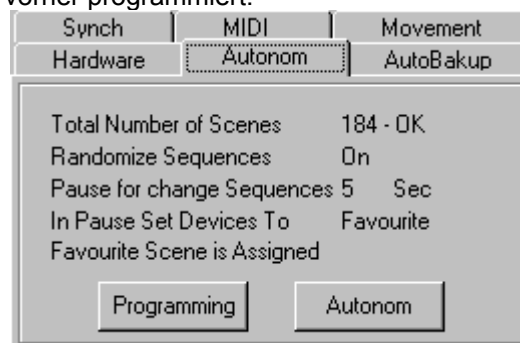 vorher programmiert.
Synch MIDI Movement
Hardware Autonom AutoBakup
Total Number of Scenes 184 - OK
Randomize Sequences On
Pause for change Sequences 5 Sec
In Pause Set Devices To Favourite
Favourite Scene is Assigned
Programming Autonom